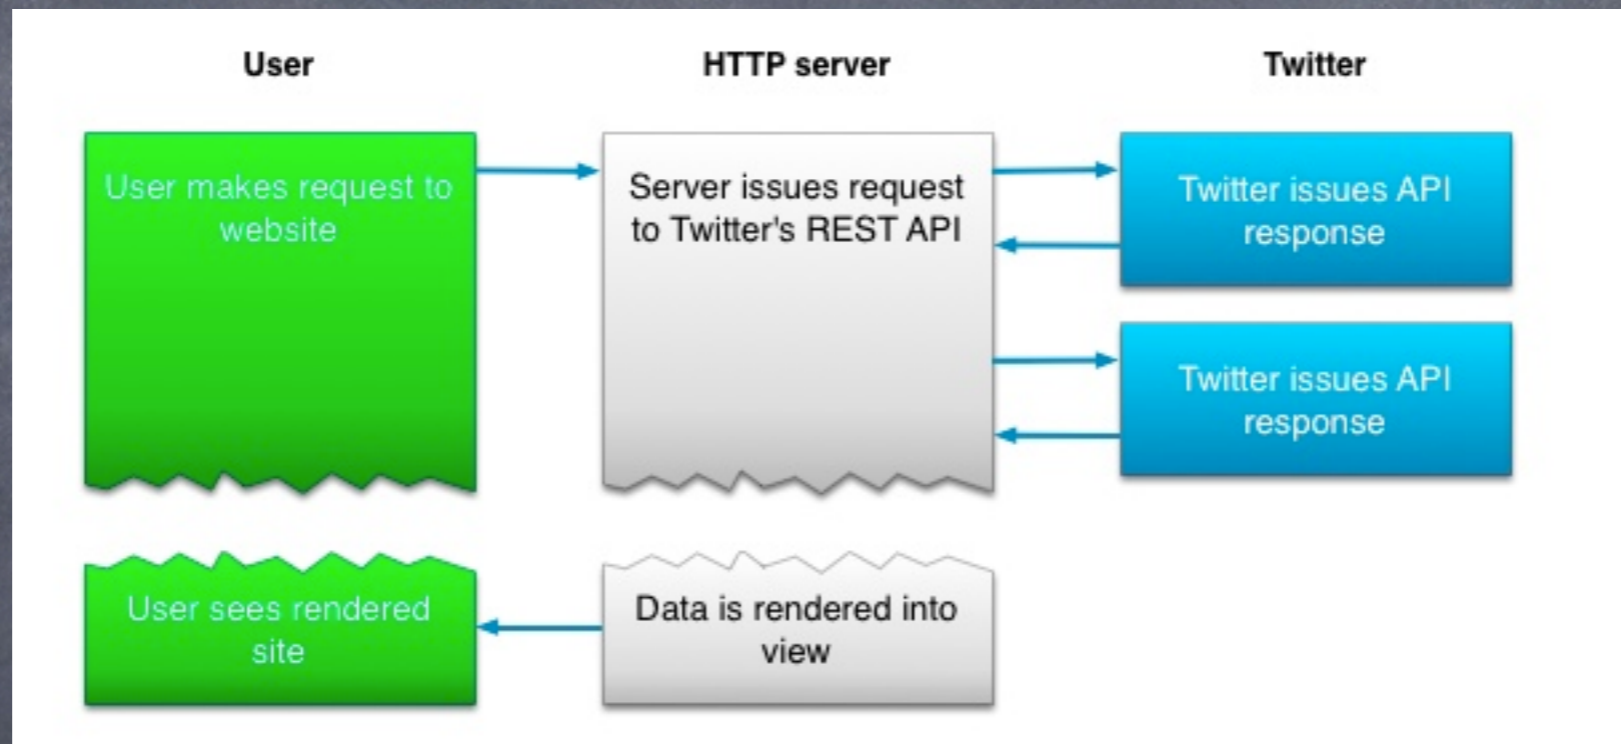 User
HTTP server
Twitter
User makes request to
website
Server issues request
to Twitter's REST API
Twitter issues API
response
Twitter issues API
response
User sees rendered
site
Data is rendered into
view